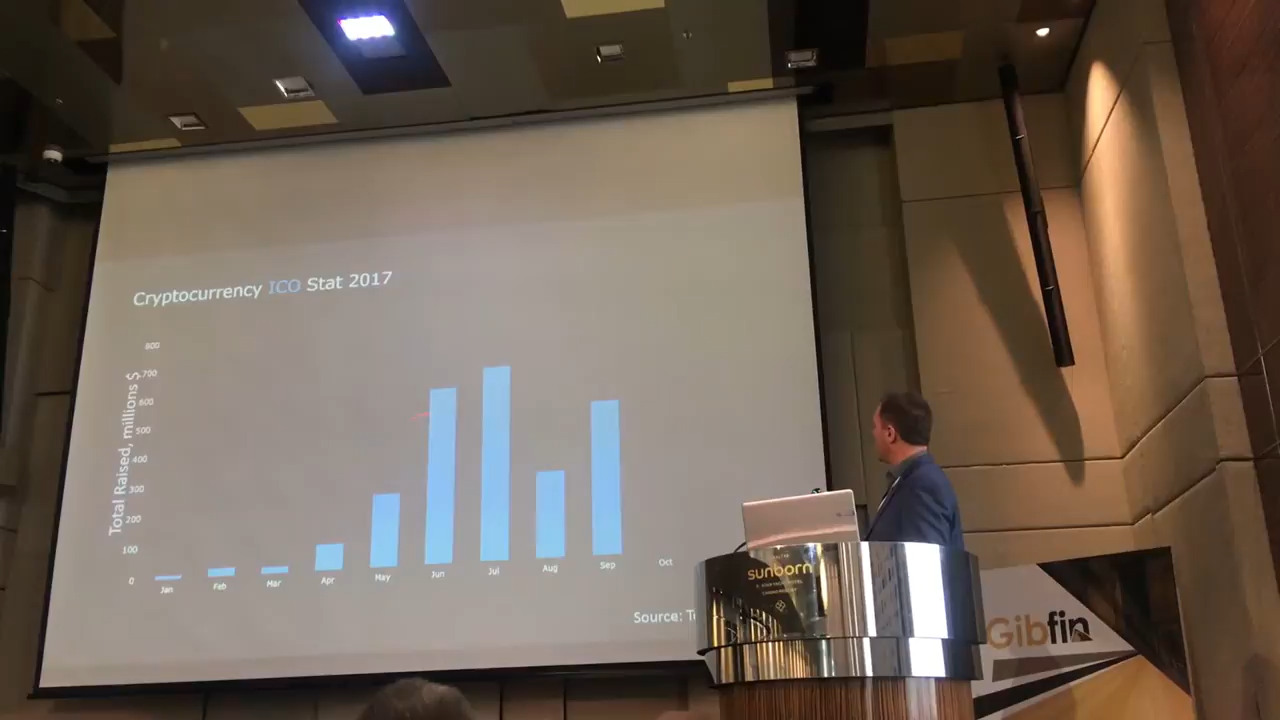 Cryptocurrency ICO Stat 2017
Total Raised, millions $
800
700
600
500
400
300
200
100
0
Jan
Feb
Mar
Apr
May
Jun
Jul
Aug
Sep
Oct
Source:
sunborn
Gibfin